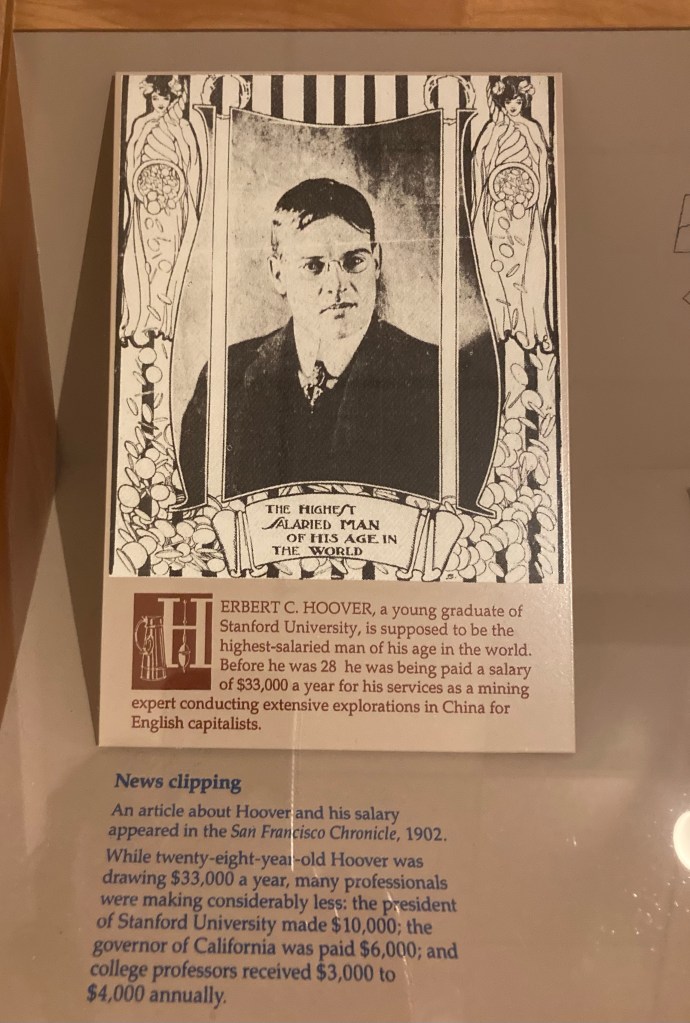 THE HIGHEST
SALARIED MAN
OF HIS AGE IN
THE WORLD
HERBERT C. HOOVER, a young graduate of
Stanford University, is supposed to be the
highest-salaried man of his age in the world.
Before he was 28 he was being paid a salary
of $33,000 a year for his services as a mining
expert conducting extensive explorations in China for
English capitalists.
News clipping
An article about Hoover and his salary
appeared in the San Francisco Chronicle, 1902.
While twenty-eight-year-old Hoover was
drawing $33,000 a year, many professionals
were making considerably less: the president
of Stanford University made $10,000; the
governor of California was paid $6,000; and
college professors received $3,000 to
$4,000 annually.